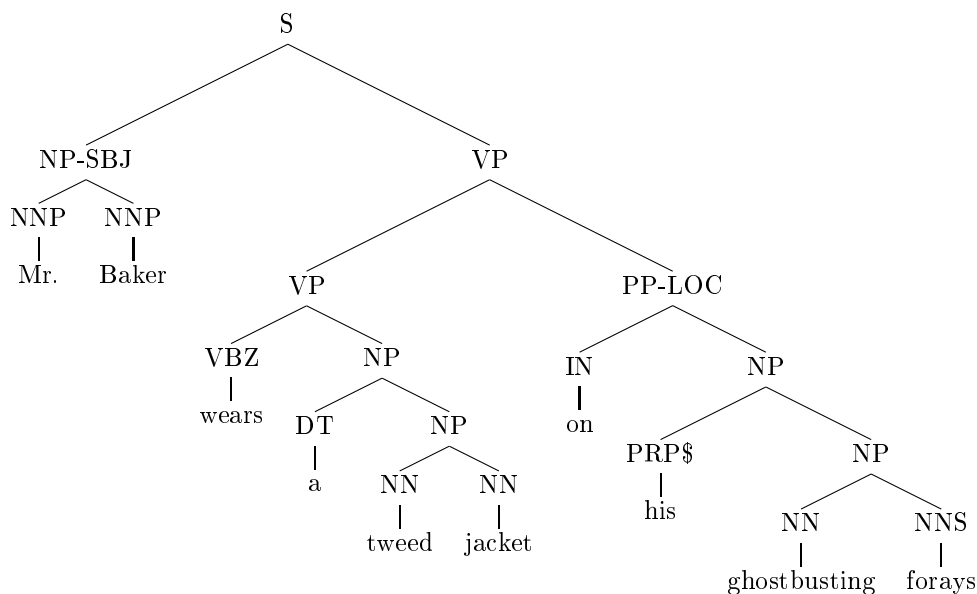 S
NP-SBJ VP
NNP NNP
Mr. Baker
VP PP-LOC
VBZ NP IN NP
wears on
DT NP PRP$ NP
a his
NN NN NN NNS
tweed jacket ghostbusting forays